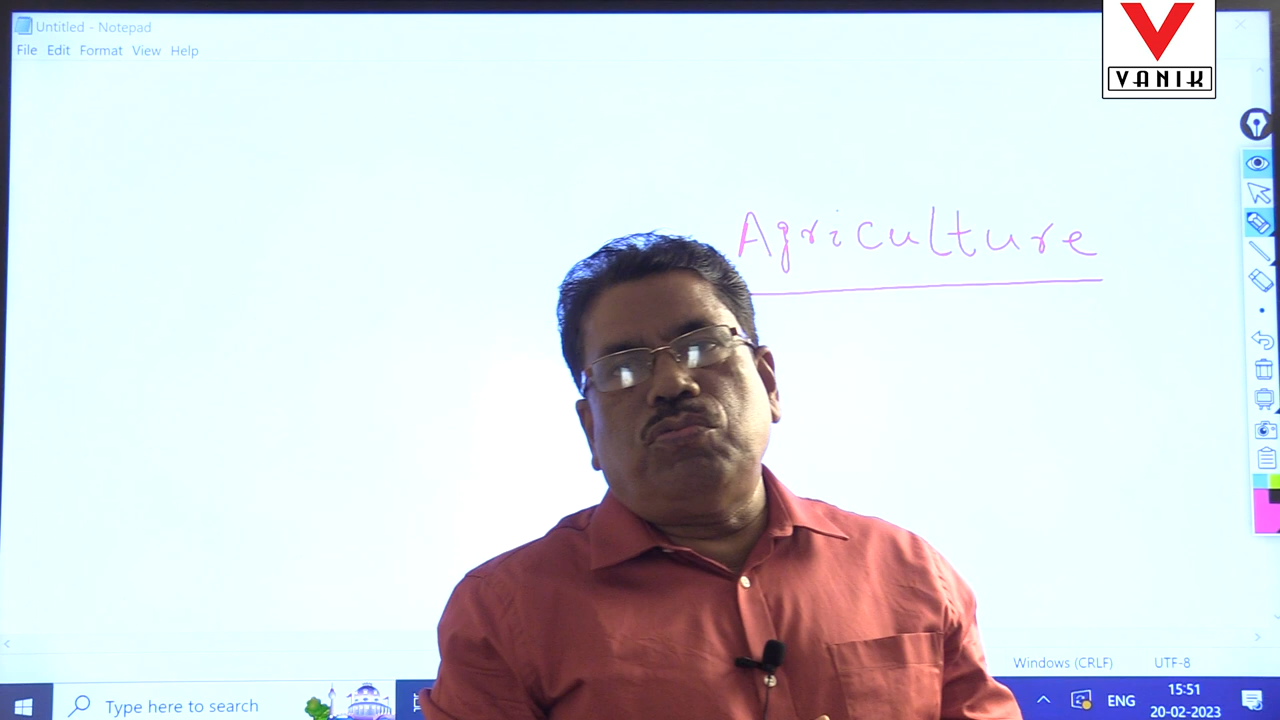 Untitled - Notepad
VANIK
File Edit Format View Help
Agriculture
Windows (CRLF) UTF-8
Type here to search
ENG
15:51
20-02-2023